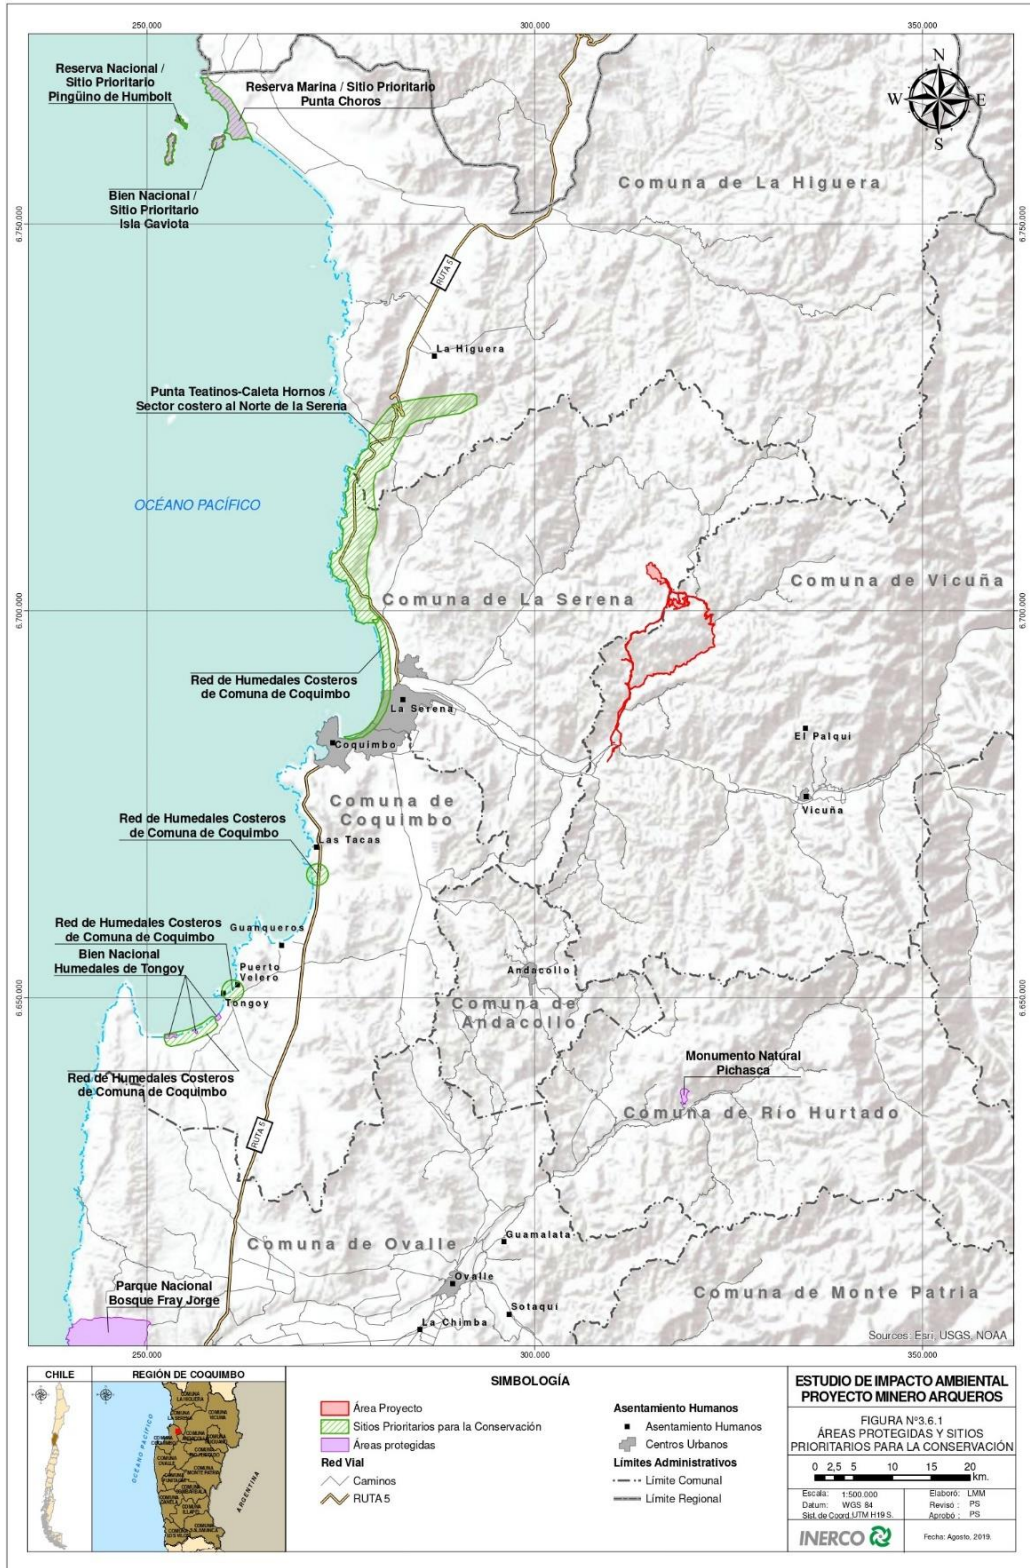 250.000
300.000
350.000
Reserva Nacional /
Sitio Prioritario
Pingüino de Humbolt
Reserva Marina / Sitio Prioritario
Punta Choros
N
W
E
S
Bien Nacional /
Sitio Prioritario
Isla Gaviota
Comuna de La Higuera
6.750.000
6.750.000
RUTA 5
La Higuera
Punta Teatinos-Caleta Hornos /
Sector costero al Norte de la Serena
OCÉANO PACÍFICO
Comuna de La Serena
Comuna de Vicuña
6.700.000
6.700.000
Red de Humedales Costeros
de Comuna de Coquimbo
La Serena
Coquimbo
El Palqui
Vicuña
Comuna de
Coquimbo
Red de Humedales Costeros
de Comuna de Coquimbo
Las Tacas
Red de Humedales Costeros
de Comuna de Coquimbo
Guanqueros
Bien Nacional
Humedales de Tongoy
Puerto
Velero
Tongoy
Andacollo
6.650.000
6.650.000
Comuna de
Andacollo
Red de Humedales Costeros
de Comuna de Coquimbo
Monumento Natural
Pichasca
Comuna de Río Hurtado
RUTA 5
Comuna de Ovalle
Guamalata
Ovalle
Comuna de Monte Patria
Parque Nacional
Bosque Fray Jorge
Sotaquí
La Chimba
Sources: Esri, USGS, NOAA
250.000
300.000
350.000
CHILE
REGIÓN DE COQUIMBO
OCÉANO PACÍFICO
ARGENTINA
SIMBOLOGÍA
Área Proyecto
Sitios Prioritarios para la Conservación
Áreas protegidas
Red Vial
Caminos
RUTA 5
Asentamiento Humanos
Asentamiento Humanos
Centros Urbanos
Límites Administrativos
Límite Comunal
Límite Regional
ESTUDIO DE IMPACTO AMBIENTAL
PROYECTO MINERO ARQUEROS
FIGURA N°3.6.1
ÁREAS PROTEGIDAS Y SITIOS
PRIORITARIOS PARA LA CONSERVACIÓN
0 2,5 5 10 15 20
km.
Escala: 1:500.000
Datum: WGS 84
Sist. de Coord.:UTM H19 S.
Elaboró: LMM
Revisó : PS
Aprobó : PS
INERCO
Fecha: Agosto, 2019.